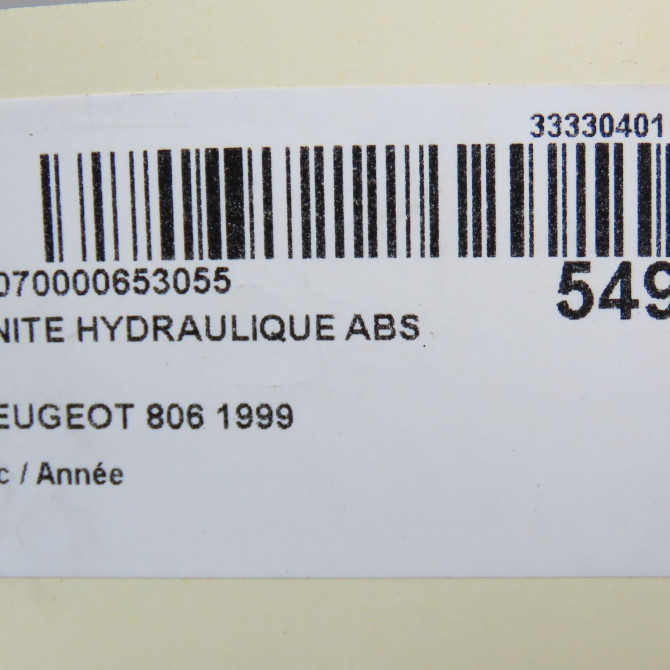 33330401
070000653055
549
NITE HYDRAULIQUE ABS
EUGEOT 806 1999
c / Année